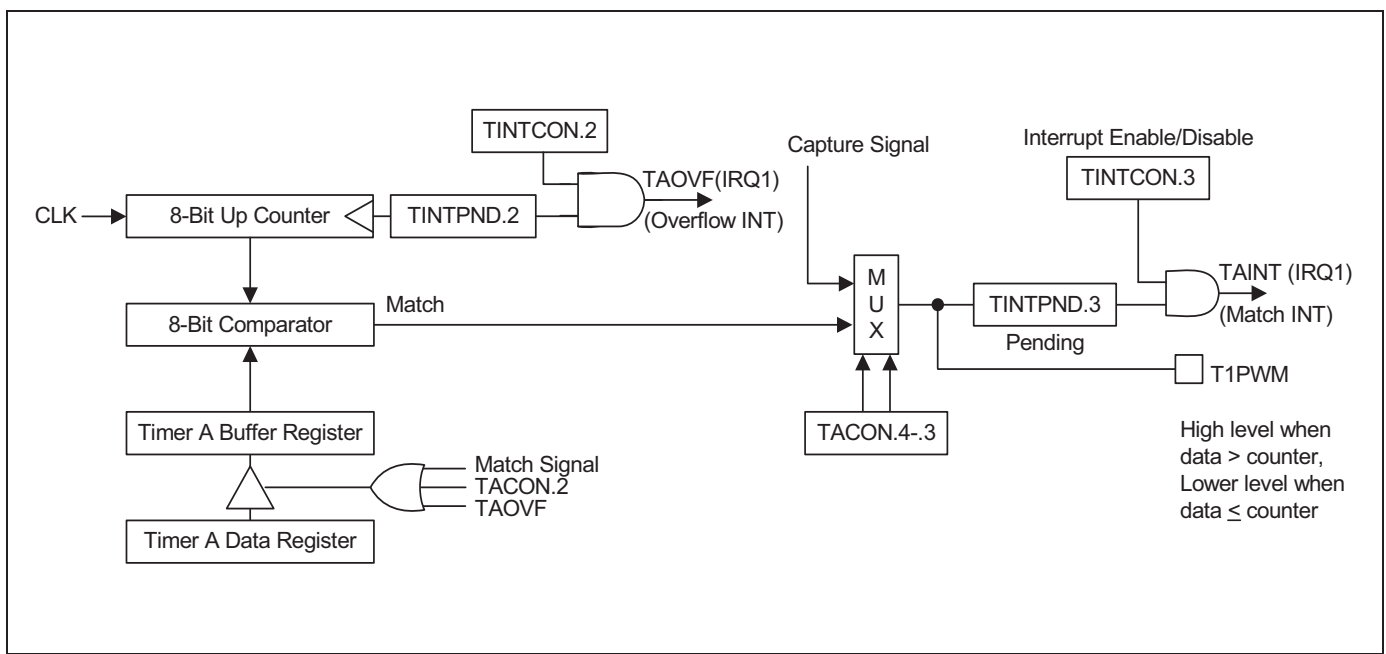 TINTCON.2
Capture Signal
Interrupt Enable/Disable
TINTCON.3
TAOVF(IRQ1)
(Overflow INT)
CLK
8-Bit Up Counter
TINTPND.2
M
U
X
TAINT (IRQ1)
(Match INT)
8-Bit Comparator
Match
TINTPND.3
Pending
T1PWM
Timer A Buffer Register
TACON.4-.3
High level when
data > counter,
Lower level when
data ≤ counter
Match Signal
TACON.2
TAOVF
Timer A Data Register